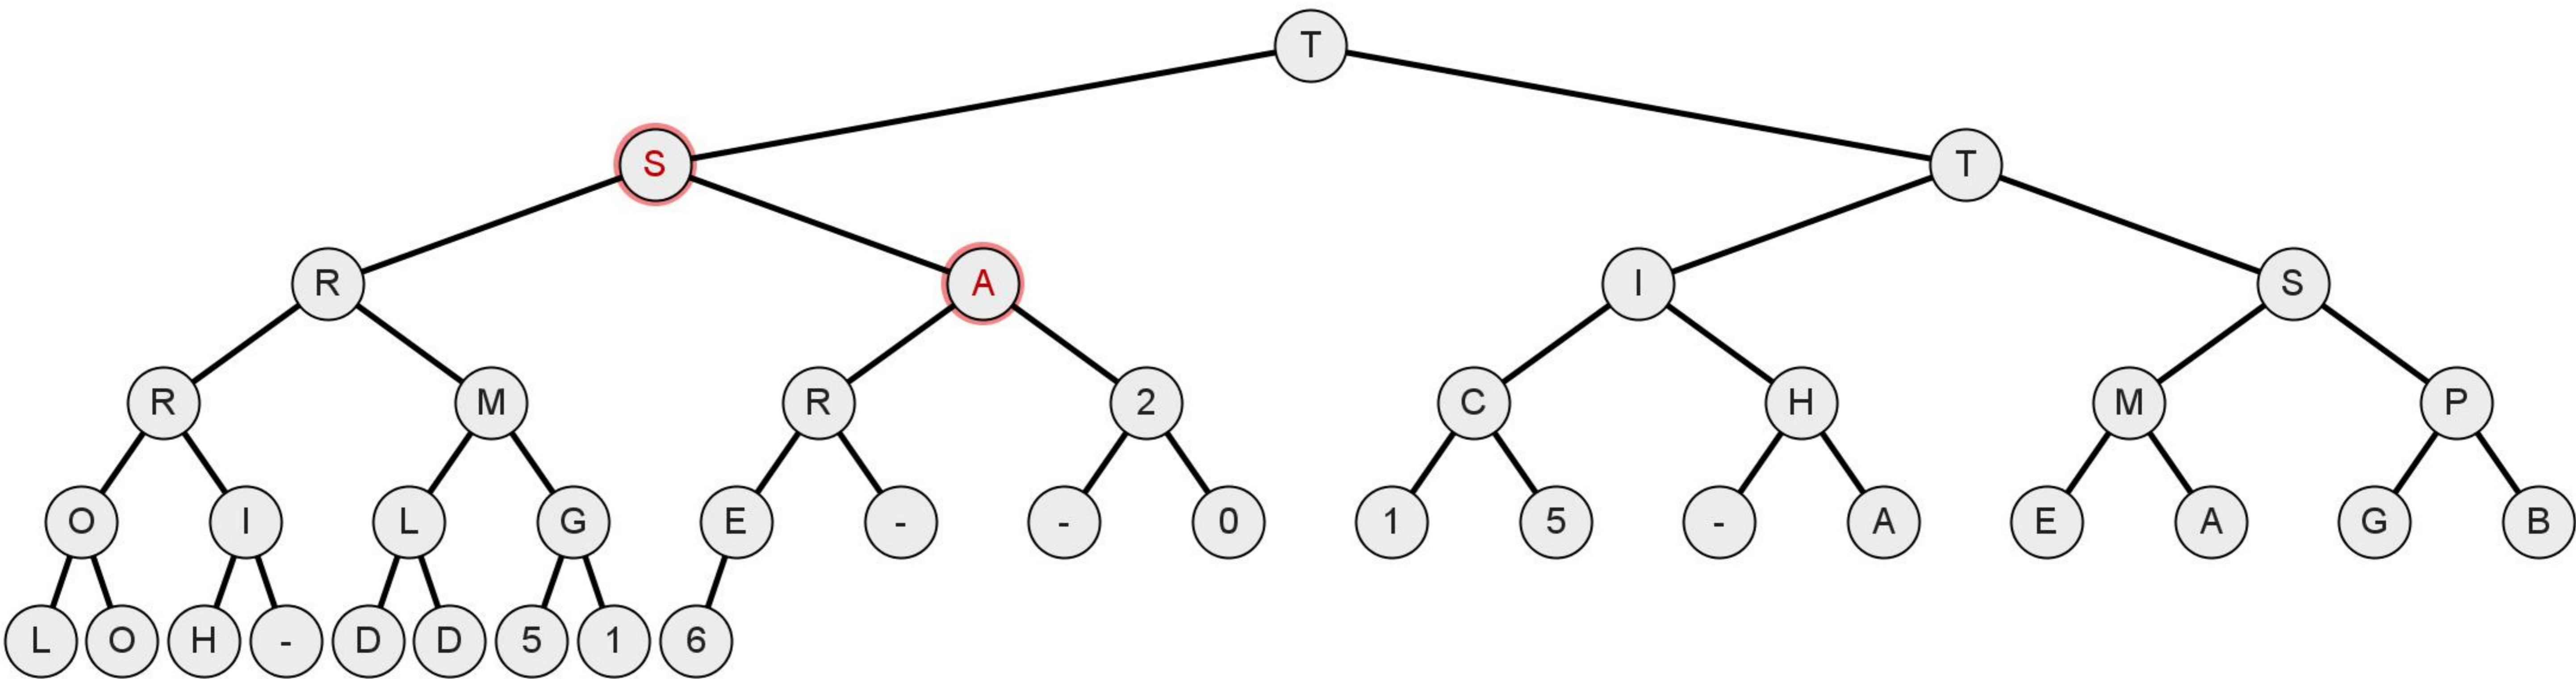 T
S T
R A I S
R M R 2 C H M P
O I L G E - - 0 1 5 - A E A G B
L O H - D D 5 1 6